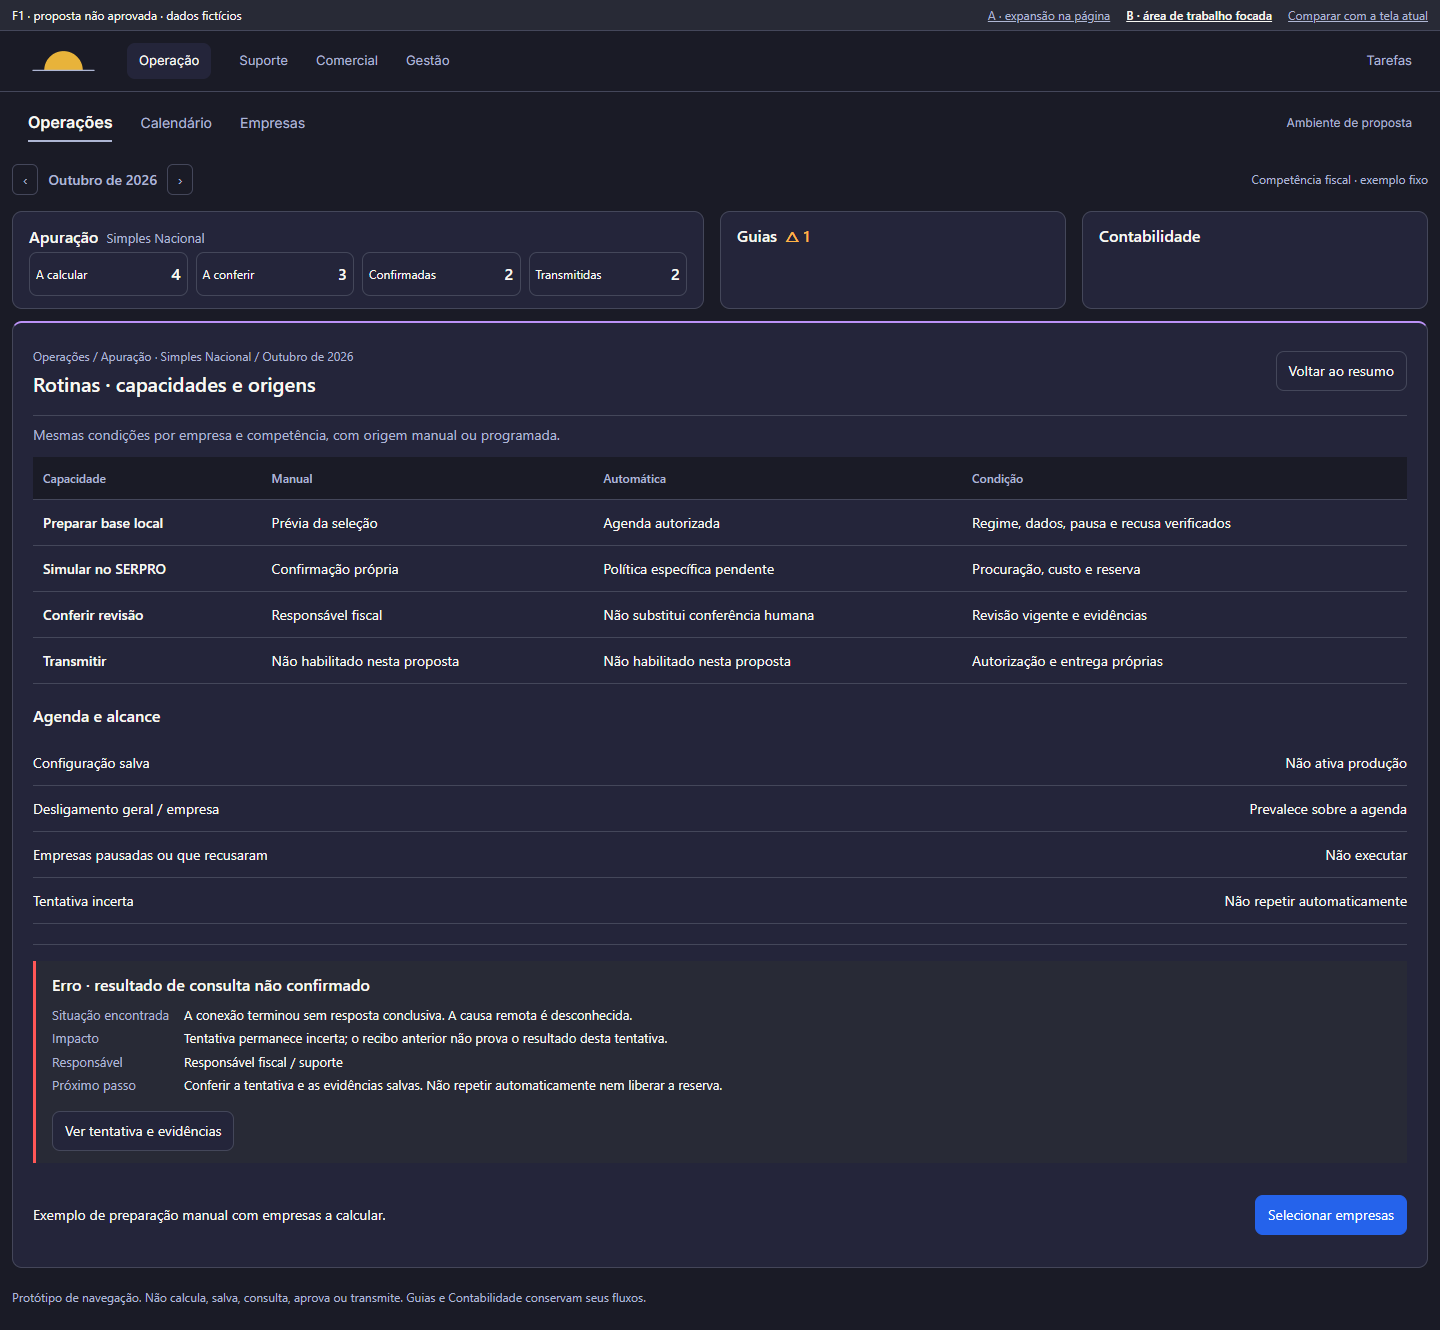 F1 · proposta não aprovada · dados fictícios
A · expansão na página
B · área de trabalho focada
Comparar com a tela atual
Operação
Suporte
Comercial
Gestão
Tarefas
Operações
Calendário
Empresas
Ambiente de proposta
‹
Outubro de 2026
›
Competência fiscal · exemplo fixo
Apuração Simples Nacional
A calcular 4
A conferir 3
Confirmadas 2
Transmitidas 2
Guias △ 1
Contabilidade
Operações / Apuração · Simples Nacional / Outubro de 2026
Rotinas · capacidades e origens
Voltar ao resumo
Mesmas condições por empresa e competência, com origem manual ou programada.
Capacidade Manual Automática Condição
Preparar base local Prévia da seleção Agenda autorizada Regime, dados, pausa e recusa verificados
Simular no SERPRO Confirmação própria Política específica pendente Procuração, custo e reserva
Conferir revisão Responsável fiscal Não substitui conferência humana Revisão vigente e evidências
Transmitir Não habilitado nesta proposta Não habilitado nesta proposta Autorização e entrega próprias
Agenda e alcance
Configuração salva Não ativa produção
Desligamento geral / empresa Prevalece sobre a agenda
Empresas pausadas ou que recusaram Não executar
Tentativa incerta Não repetir automaticamente
Erro · resultado de consulta não confirmado
Situação encontrada A conexão terminou sem resposta conclusiva. A causa remota é desconhecida.
Impacto Tentativa permanece incerta; o recibo anterior não prova o resultado desta tentativa.
Responsável Responsável fiscal / suporte
Próximo passo Conferir a tentativa e as evidências salvas. Não repetir automaticamente nem liberar a reserva.
Ver tentativa e evidências
Exemplo de preparação manual com empresas a calcular.
Selecionar empresas
Protótipo de navegação. Não calcula, salva, consulta, aprova ou transmite. Guias e Contabilidade conservam seus fluxos.